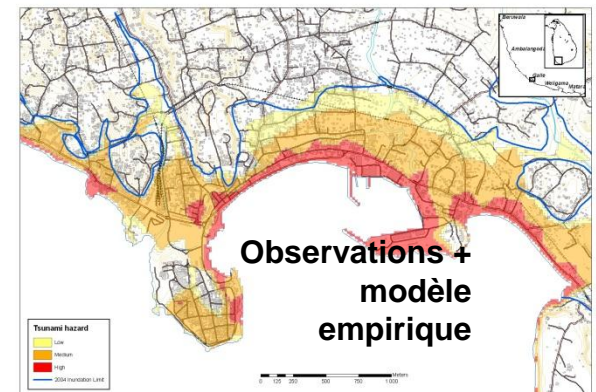 Beruwala
Ambalangoda
Galle
Weligama
Matara
Observations +
modèle
empirique
Tsunami hazard
Low
Medium
High
2004 Inundation Limit
Meters
0 125 250 500 750 1 000